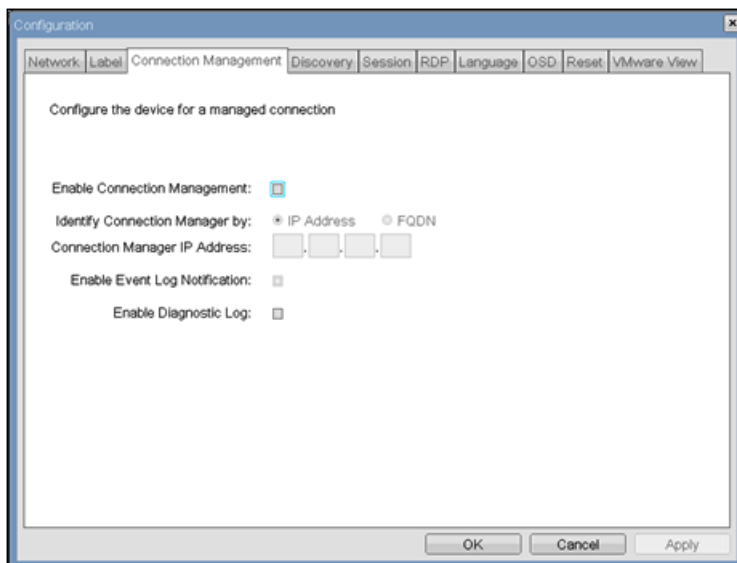 Configuration
Network Label Connection Management Discovery Session RDP Language OSD Reset VMware View
Configure the device for a managed connection
Enable Connection Management:
Identify Connection Manager by: IP Address FQDN
Connection Manager IP Address: . . .
Enable Event Log Notification:
Enable Diagnostic Log:
OK Cancel Apply